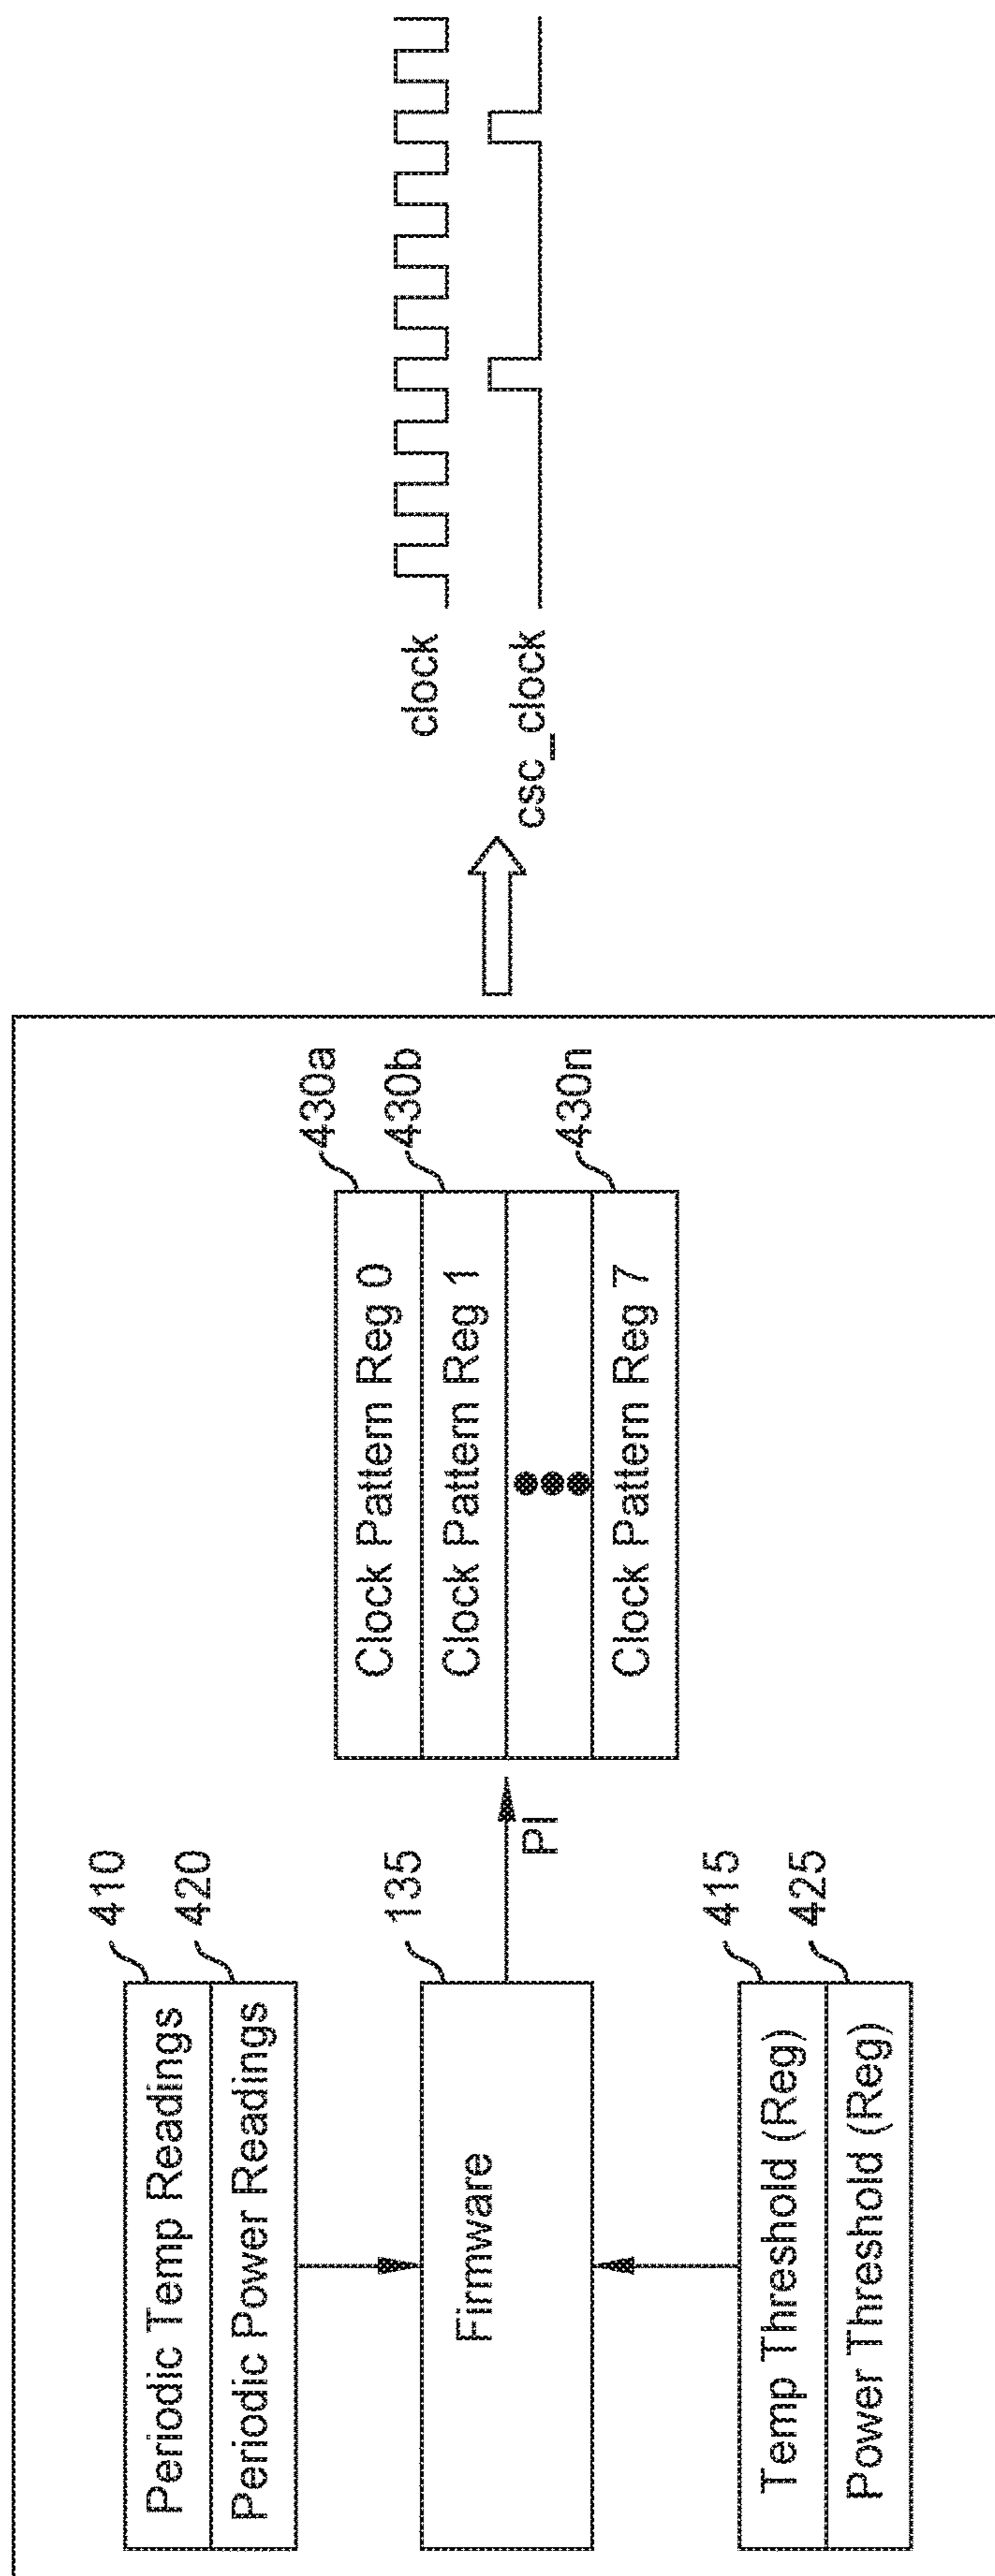 Periodic Temp Readings
410
Periodic Power Readings
420
Firmware
135
PI
Temp Threshold (Reg)
415
Power Threshold (Reg)
425
Clock Pattern Reg 0
430a
Clock Pattern Reg 1
430b
Clock Pattern Reg 7
430n
clock
csc_clock